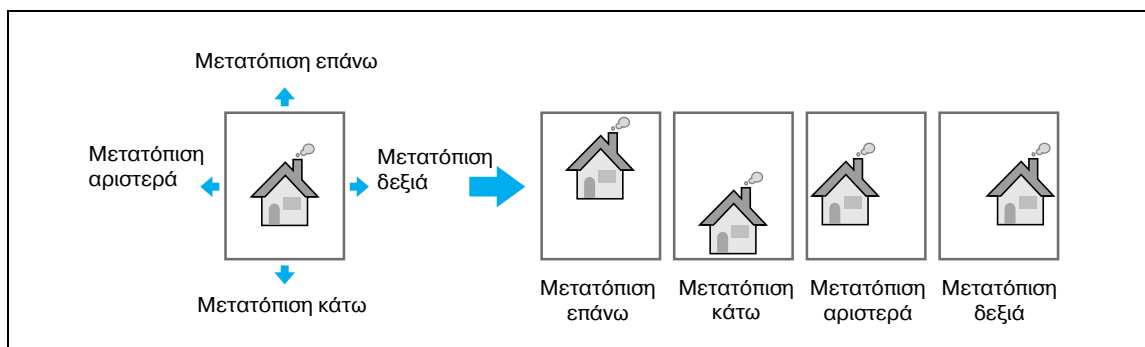 Μετατόπιση επάνω
Μετατόπιση
αριστερά
Μετατόπιση
δεξιά
Μετατόπιση κάτω
Μετατόπιση
επάνω
Μετατόπιση
κάτω
Μετατόπιση
αριστερά
Μετατόπιση
δεξιά